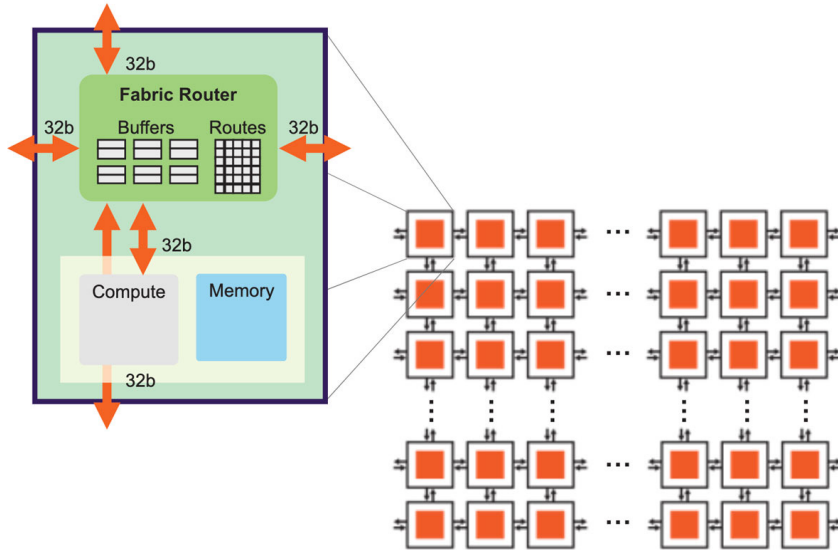 32b
Fabric Router
32b
Buffers
Routes
32b
32b
Compute
Memory
32b
...
...
...
...
...